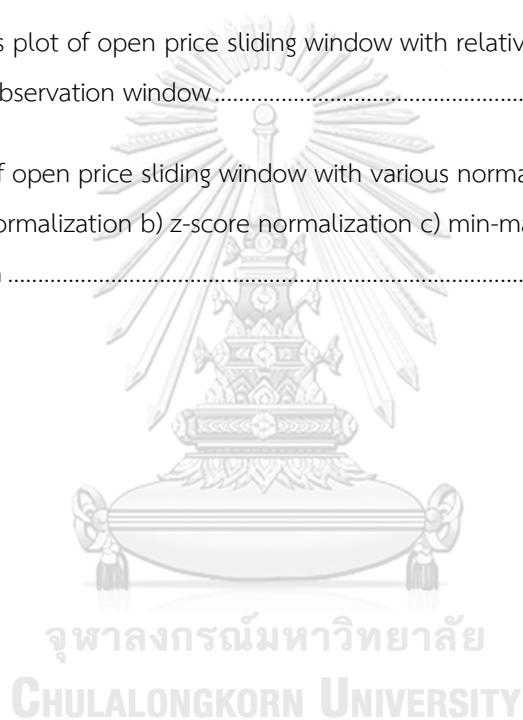 s plot of open price sliding window with relativ
bservation window............................................................
f open price sliding window with various norma
ormalization b) z-score normalization c) min-ma
............................................................................................
จุฬาลงกรณ์มหาวิทยาลัย
CHULALONGKORN UNIVERSITY